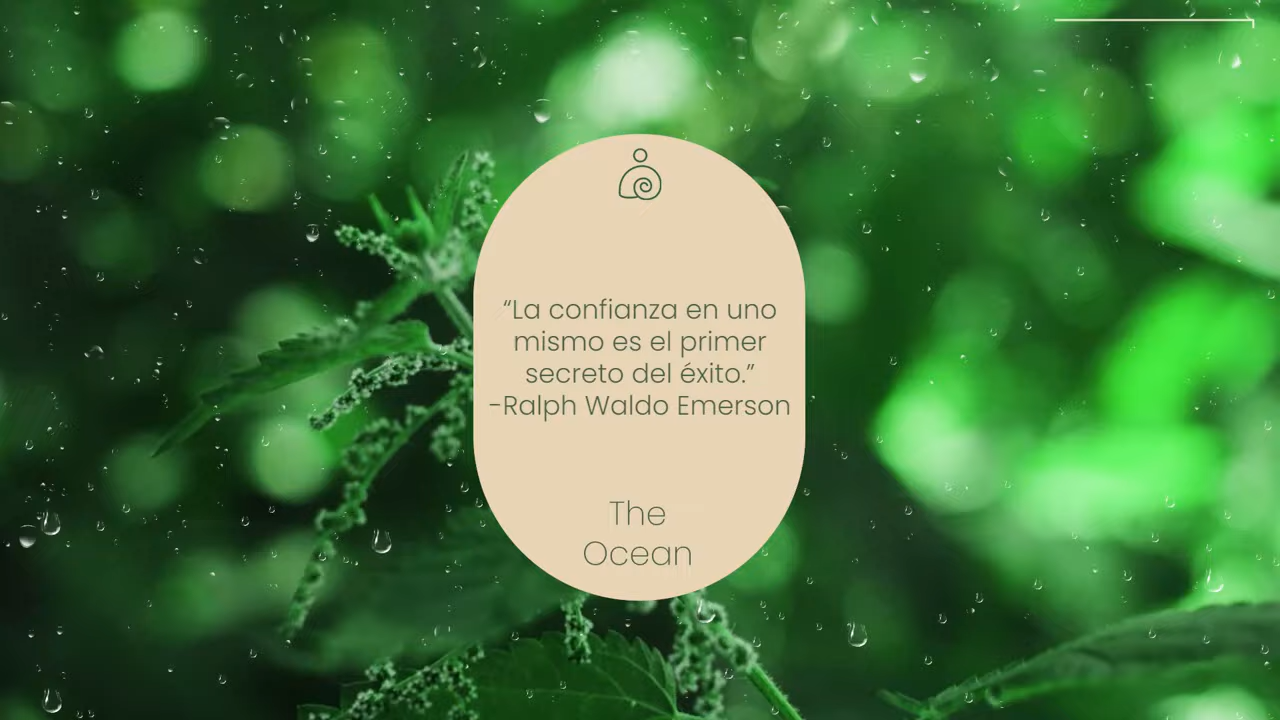 “La confianza en uno
mismo es el primer
secreto del éxito.”
-Ralph Waldo Emerson
The
Ocean